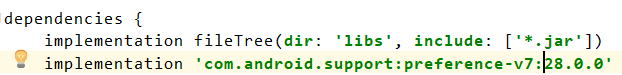 dependencies {
    implementation fileTree(dir: 'libs', include: ['*.jar'])
    implementation 'com.android.support:preference-v7:28.0.0'